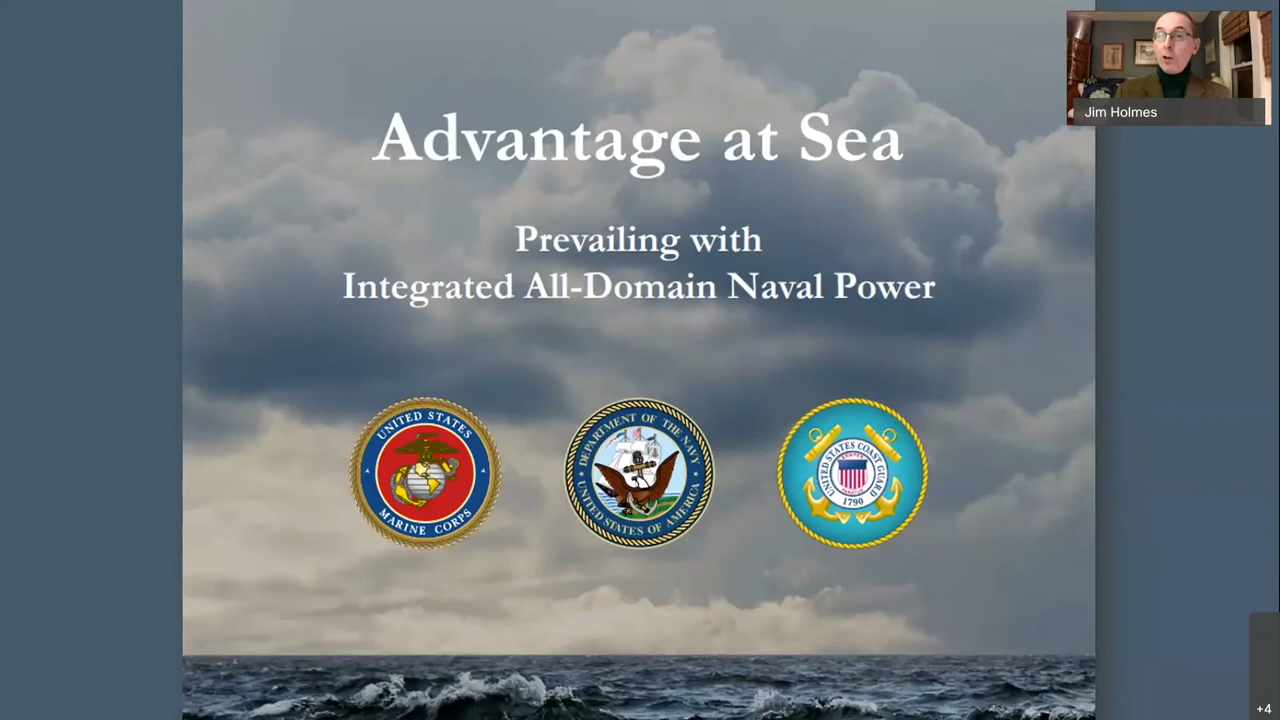 Advantage at Sea
Jim Holmes
Prevailing with
Integrated All-Domain Naval Power
UNITED STATES
MARINE CORPS
DEPARTMENT OF THE NAVY
UNITED STATES OF AMERICA
UNITED STATES COAST GUARD
1790
+4